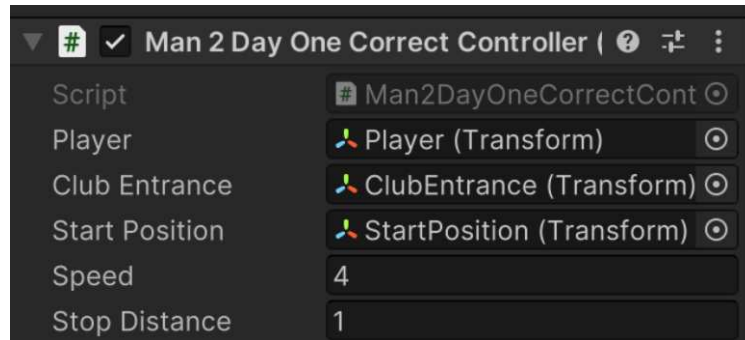 # Man 2 Day One Correct Controller (
Script # Man2DayOneCorrectCont
Player Player (Transform)
Club Entrance ClubEntrance (Transform)
Start Position StartPosition (Transform)
Speed 4
Stop Distance 1